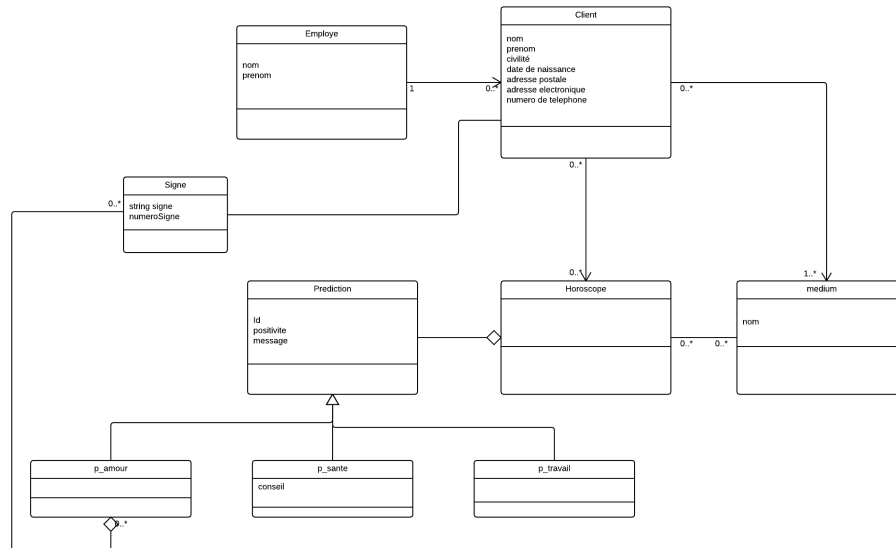 Client
nom
prenom
civilité
date de naissance
adresse postale
adresse electronique
numero de telephone
Employe
nom
prenom
1
0..*
0..*
0..*
Signe
string signe
numeroSigne
0..*
0..*
1..*
Prediction
Id
positivite
message
Horoscope
medium
nom
0..*
0..*
p_amour
p_sante
conseil
p_travail
0..*